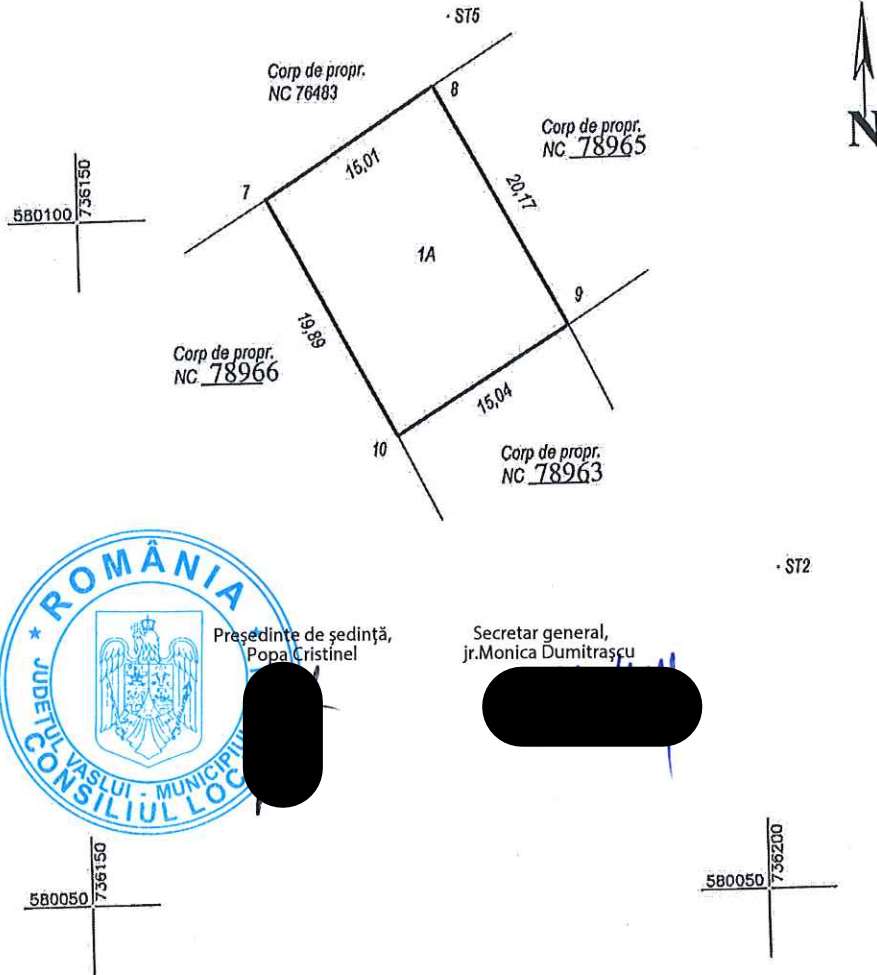 · ST5
Corp de propr.
NC 76483
8
Corp de propr.
NC 78965
N
15,01
736150
580100
7
20,17
1A
9
19,89
Corp de propr.
NC 78966
15,04
10
Corp de propr.
NC 78963
· ST2
ROMÂNIA
JUDEȚUL VASLUI - MUNICIPIUL
CONSILIUL LOC
Președinte de ședință,
Popa Cristinel
Secretar general,
jr.Monica Dumitrașcu
736150
580050
736200
580050